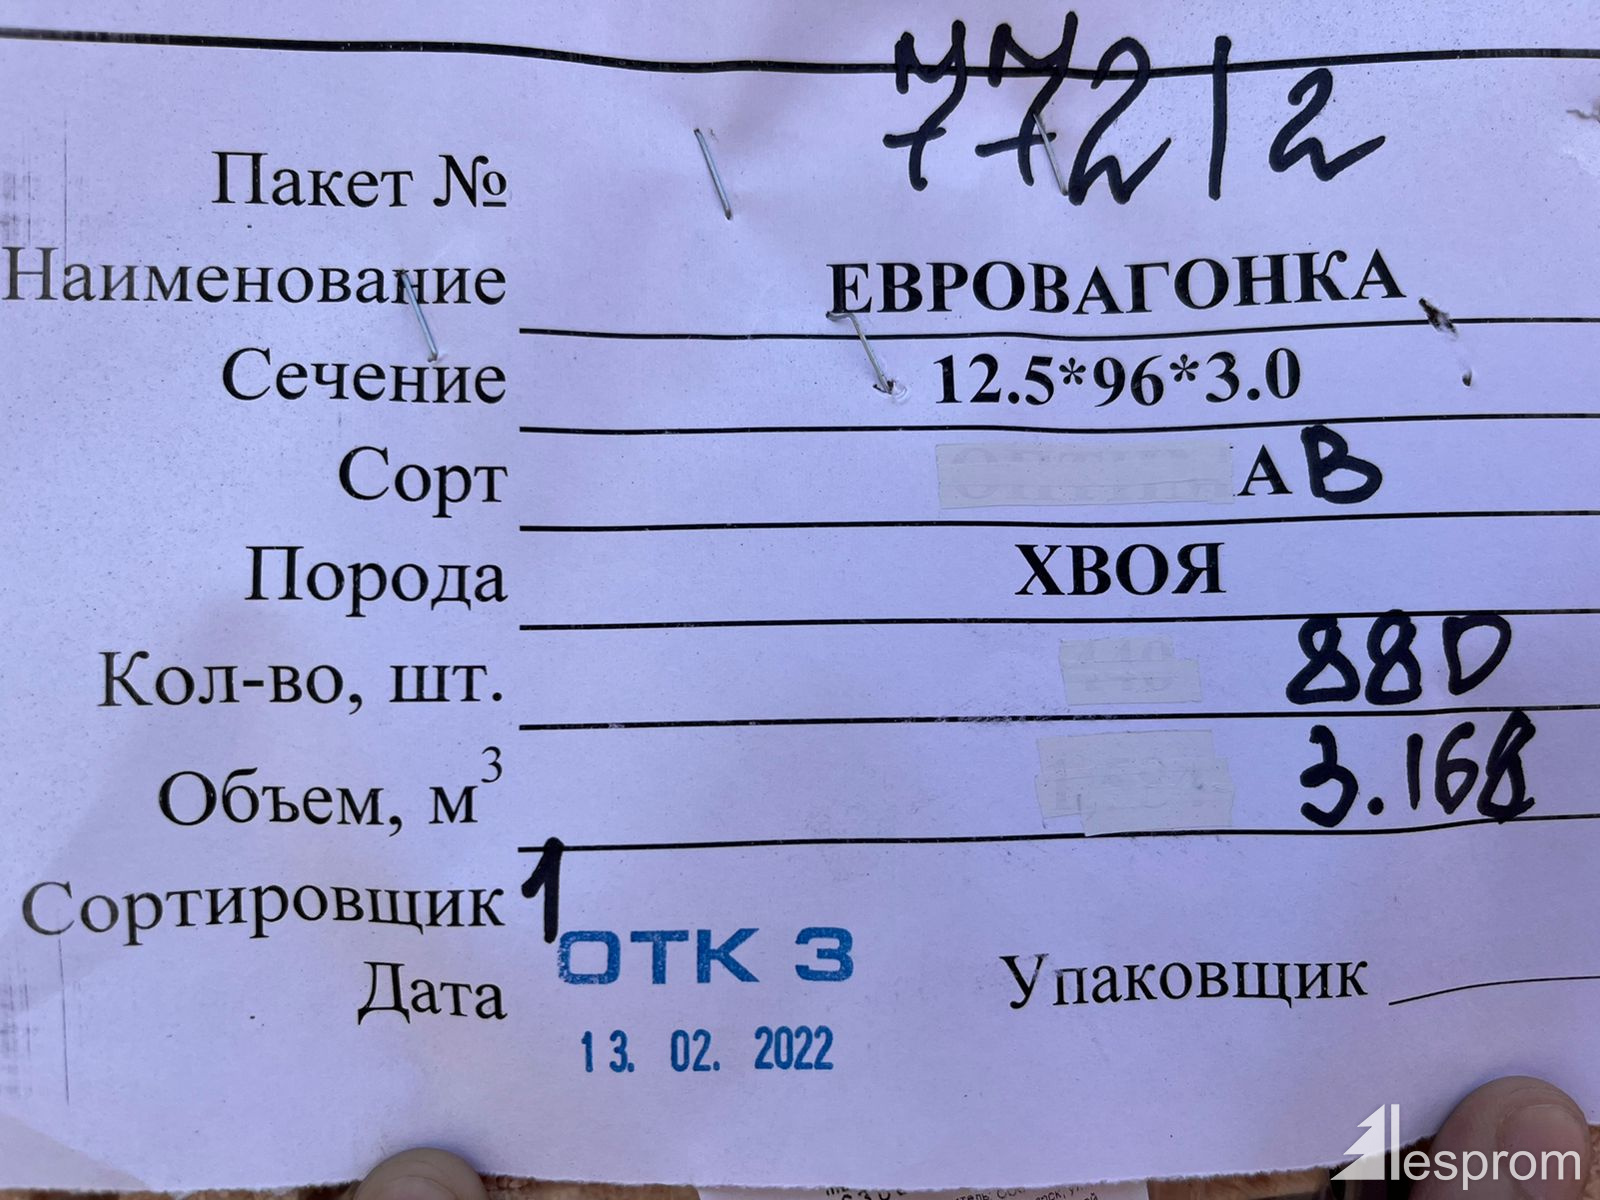 Пакет № 77212
Наименование ЕВРОВАГОНКА
Сечение 12.5*96*3.0
Сорт АВ
Порода ХВОЯ
Кол-во, шт. 880
Объем, м³ 3.168
Сортировщик 1
ОТК 3
Дата 13. 02. 2022
Упаковщик
lesprom